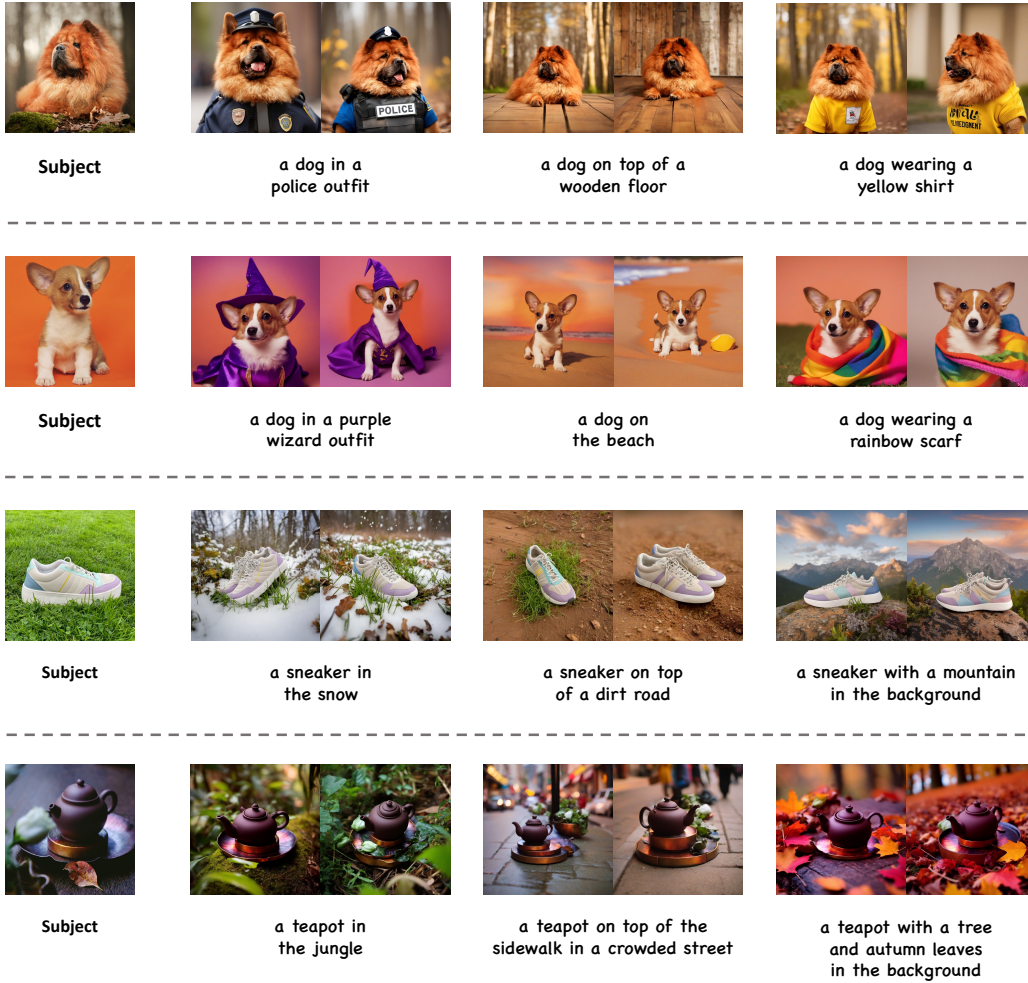 POLICE
Subject
a dog in a
police outfit
a dog on top of a
wooden floor
a dog wearing a
yellow shirt
Subject
a dog in a purple
wizard outfit
a dog on
the beach
a dog wearing a
rainbow scarf
Subject
a sneaker in
the snow
a sneaker on top
of a dirt road
a sneaker with a mountain
in the background
Subject
a teapot in
the jungle
a teapot on top of the
sidewalk in a crowded street
a teapot with a tree
and autumn leaves
in the background